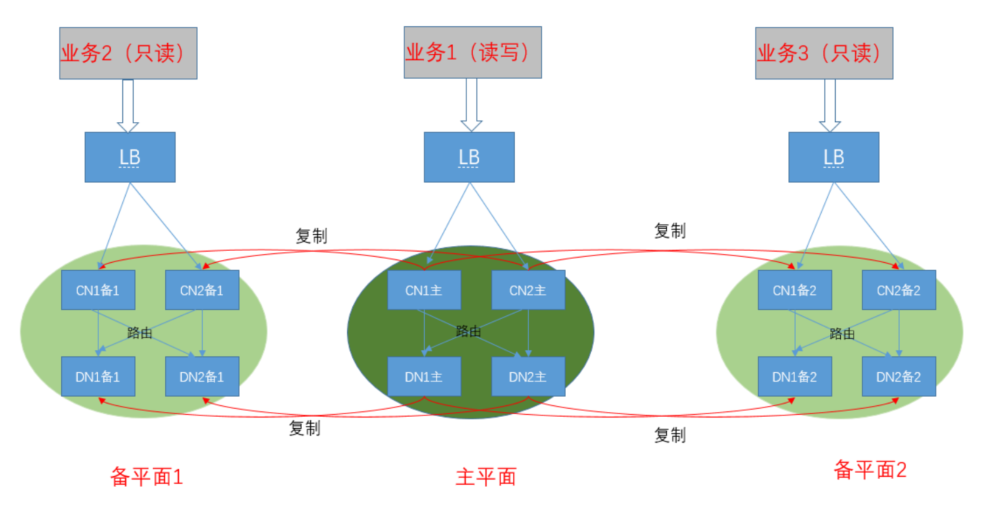 业务2（只读）
业务1（读写）
业务3（只读）
LB
LB
LB
复制
复制
CN1备1
CN2备1
CN1主
CN2主
CN1备2
CN2备2
路由
路由
路由
DN1备1
DN2备1
DN1主
DN2主
DN1备2
DN2备2
复制
复制
备平面1
主平面
备平面2